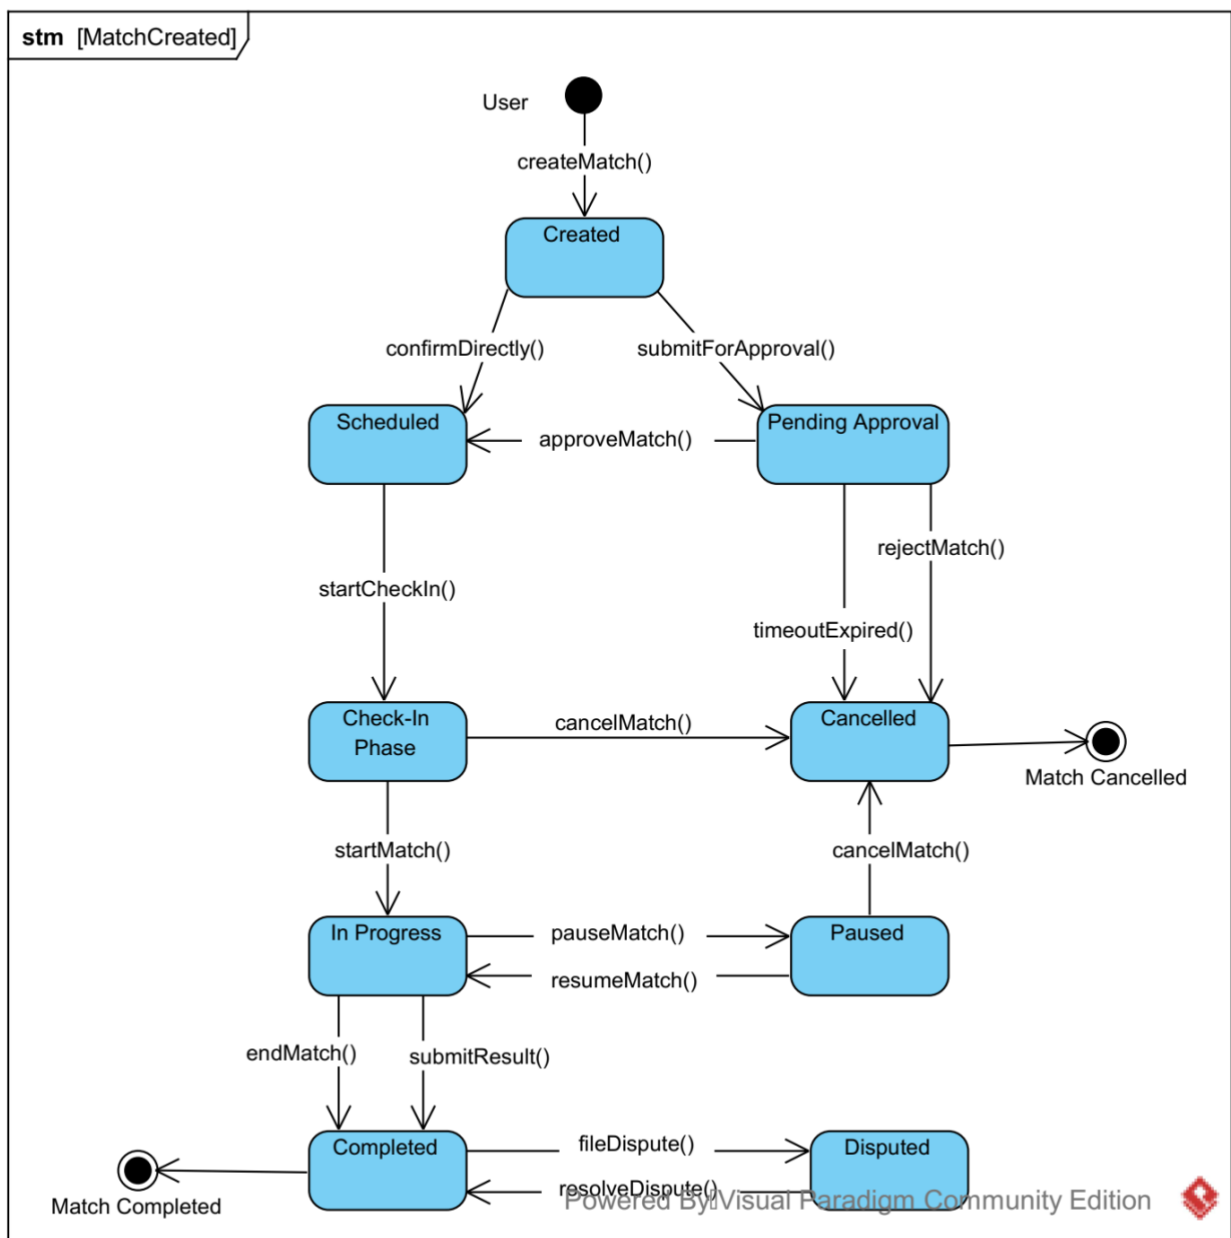 stm [MatchCreated]
User
createMatch()
Created
confirmDirectly()
submitForApproval()
Scheduled
approveMatch()
Pending Approval
rejectMatch()
startCheckIn()
timeoutExpired()
Check-In
Phase
cancelMatch()
Cancelled
Match Cancelled
startMatch()
cancelMatch()
In Progress
pauseMatch()
Paused
resumeMatch()
endMatch()
submitResult()
Completed
fileDispute()
Disputed
resolveDispute()
Match Completed
Powered By Visual Paradigm Community Edition